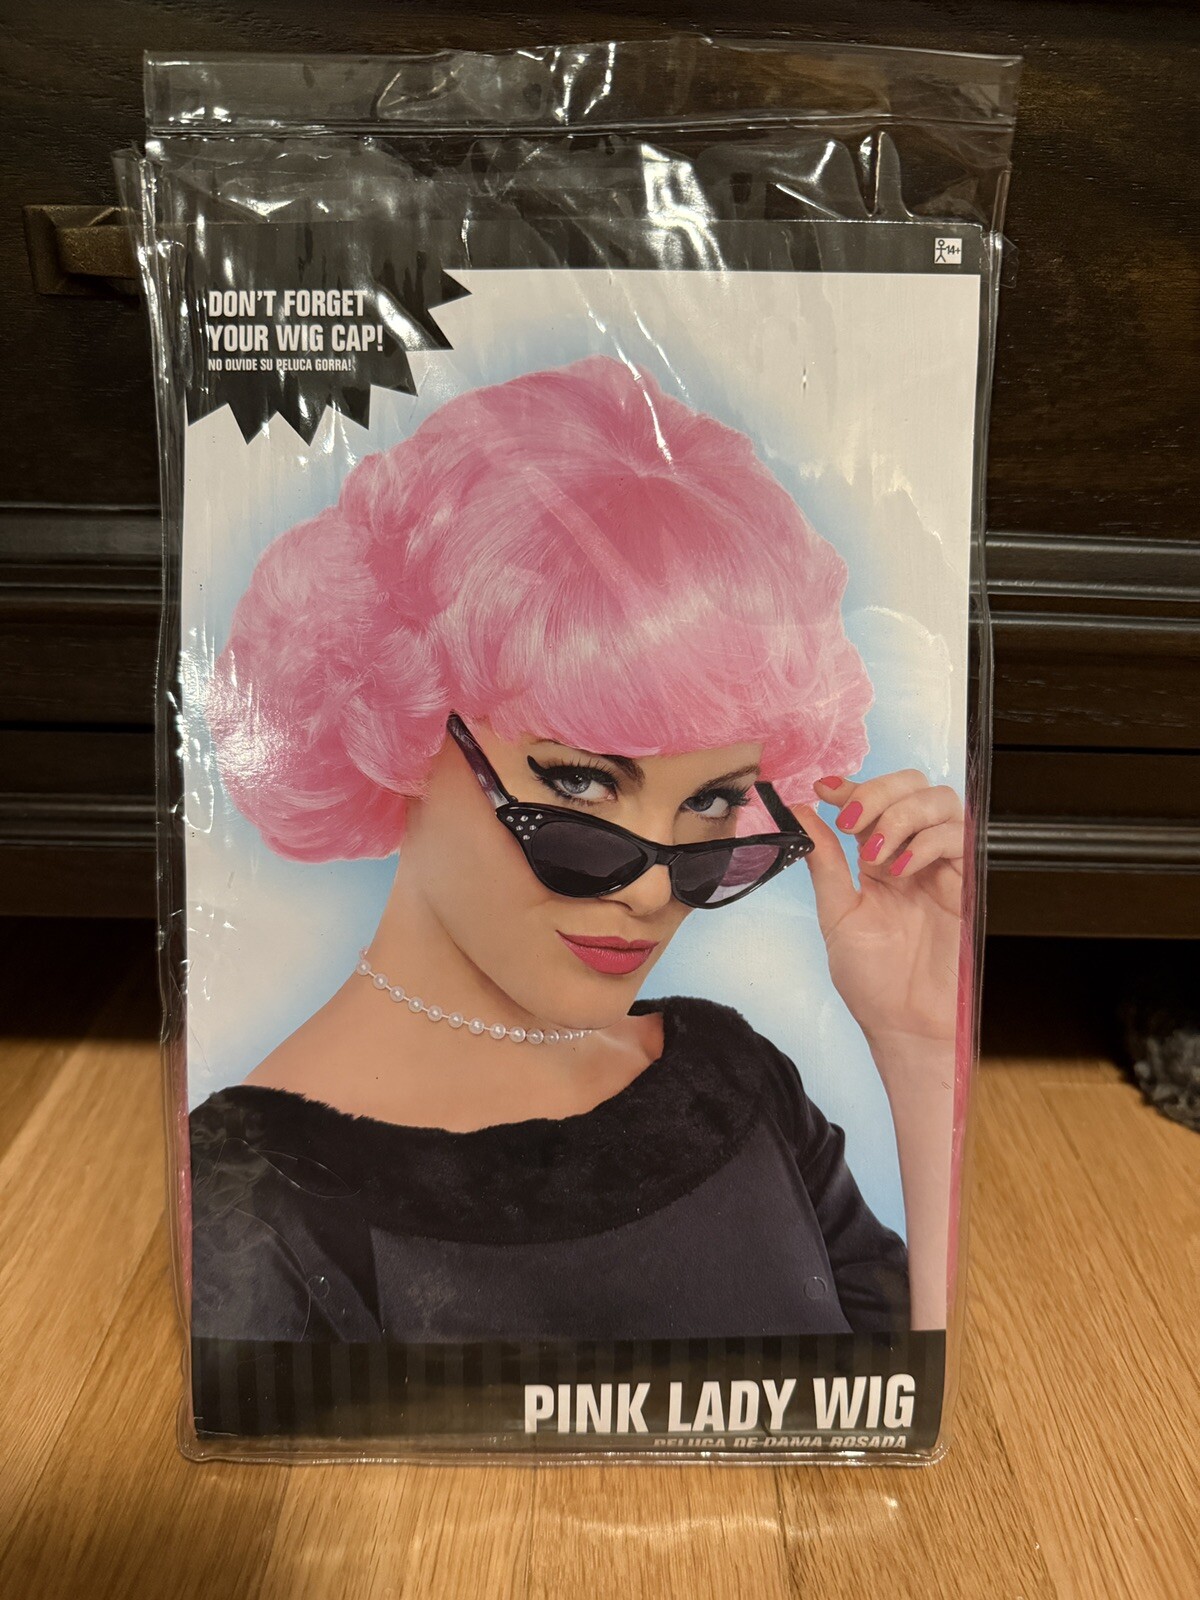 14+
DON'T FORGET
YOUR WIG CAP!
NO OLVIDE SU PELUCA GORRA!
PINK LADY WIG
PELUCA DE DAMA ROSADA